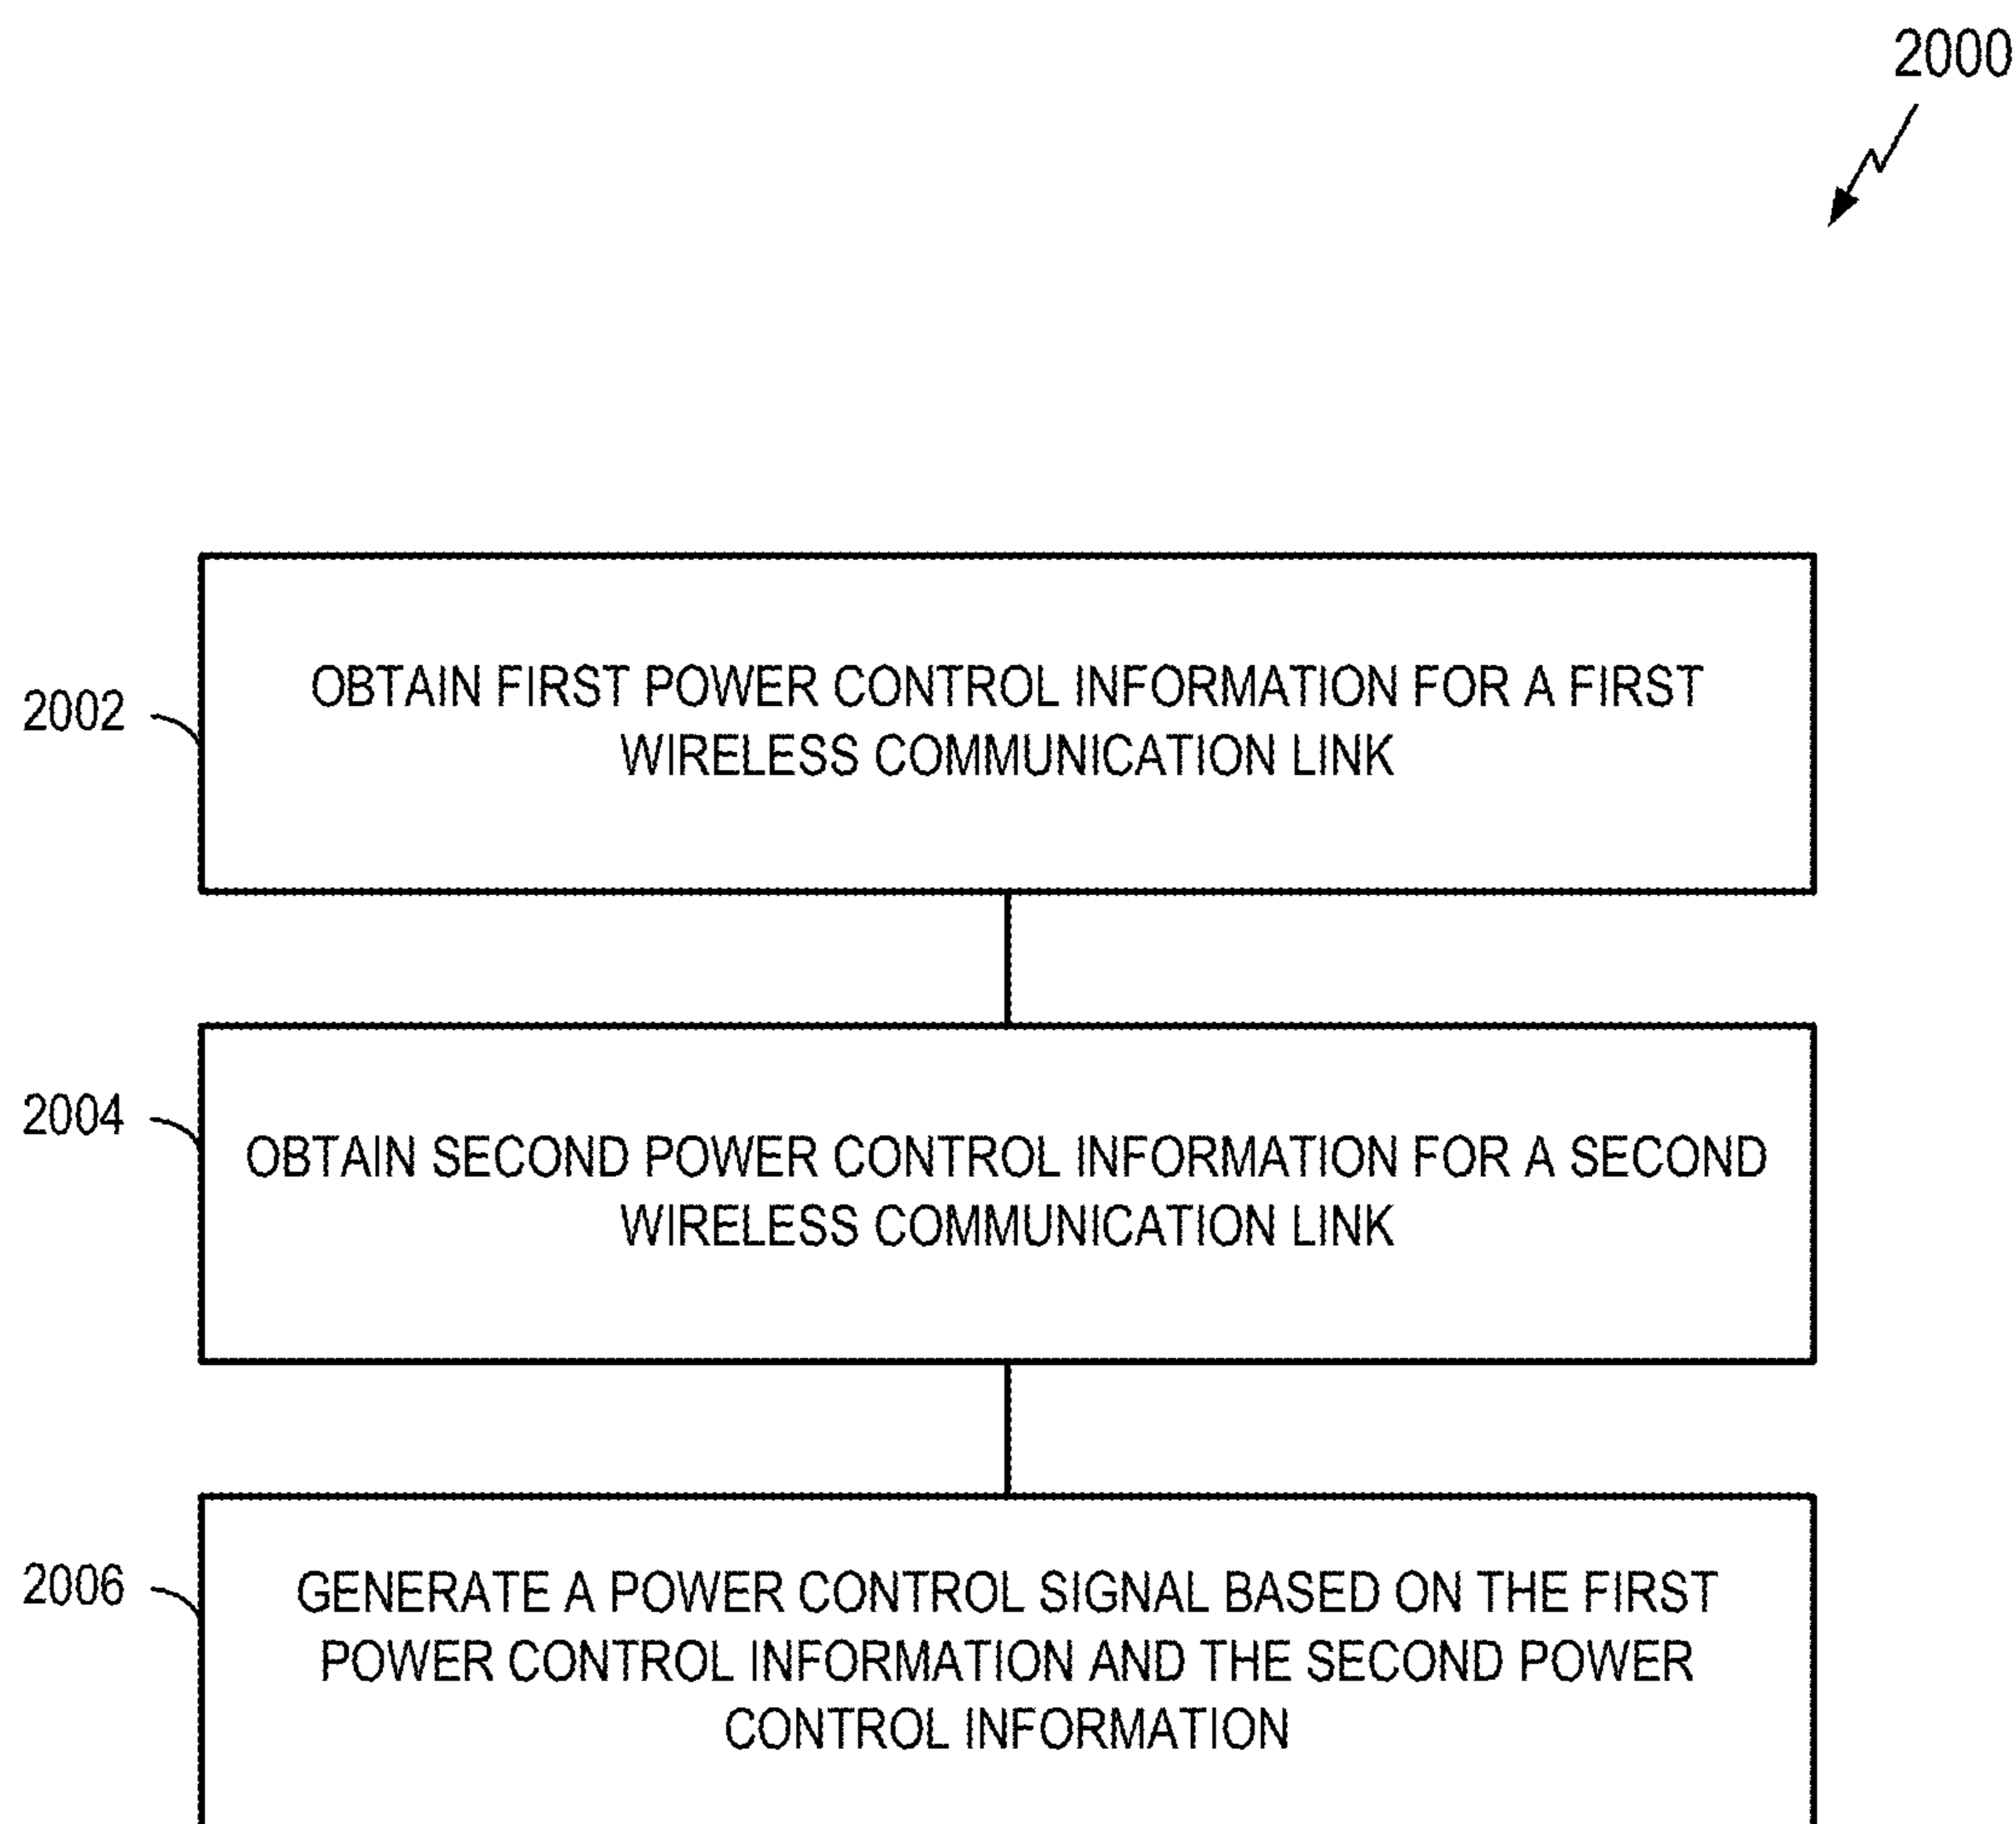 2000
2002
OBTAIN FIRST POWER CONTROL INFORMATION FOR A FIRST
WIRELESS COMMUNICATION LINK
2004
OBTAIN SECOND POWER CONTROL INFORMATION FOR A SECOND
WIRELESS COMMUNICATION LINK
2006
GENERATE A POWER CONTROL SIGNAL BASED ON THE FIRST
POWER CONTROL INFORMATION AND THE SECOND POWER
CONTROL INFORMATION